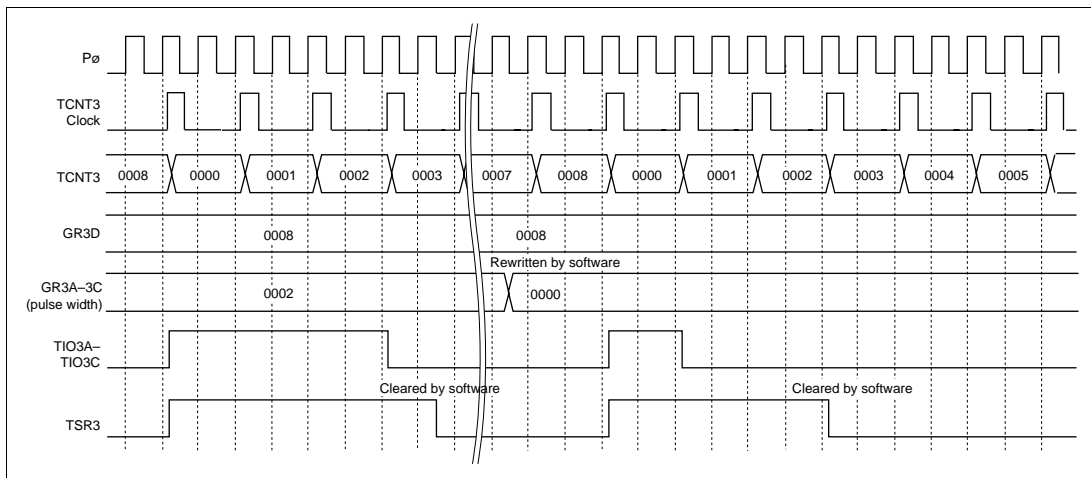 Pø
TCNT3
Clock
TCNT3
0008 0000 0001 0002 0003 0007 0008 0000 0001 0002 0003 0004 0005
GR3D
0008 0008
Rewritten by software
GR3A–3C
(pulse width)
0002 0000
TIO3A–
TIO3C
Cleared by software Cleared by software
TSR3